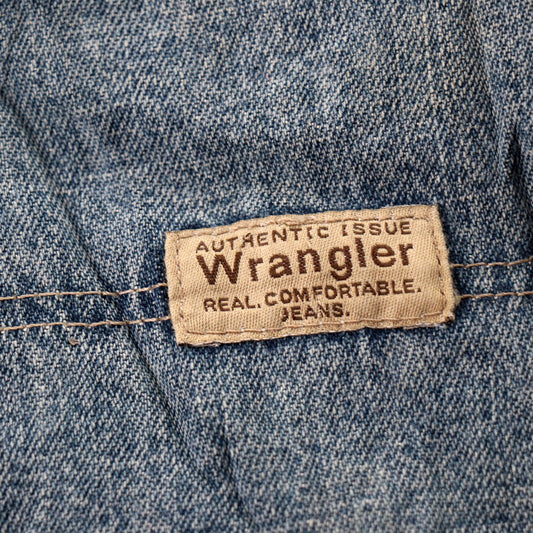 AUTHENTIC ISSUE
Wrangler
REAL. COMFORTABLE.
JEANS.